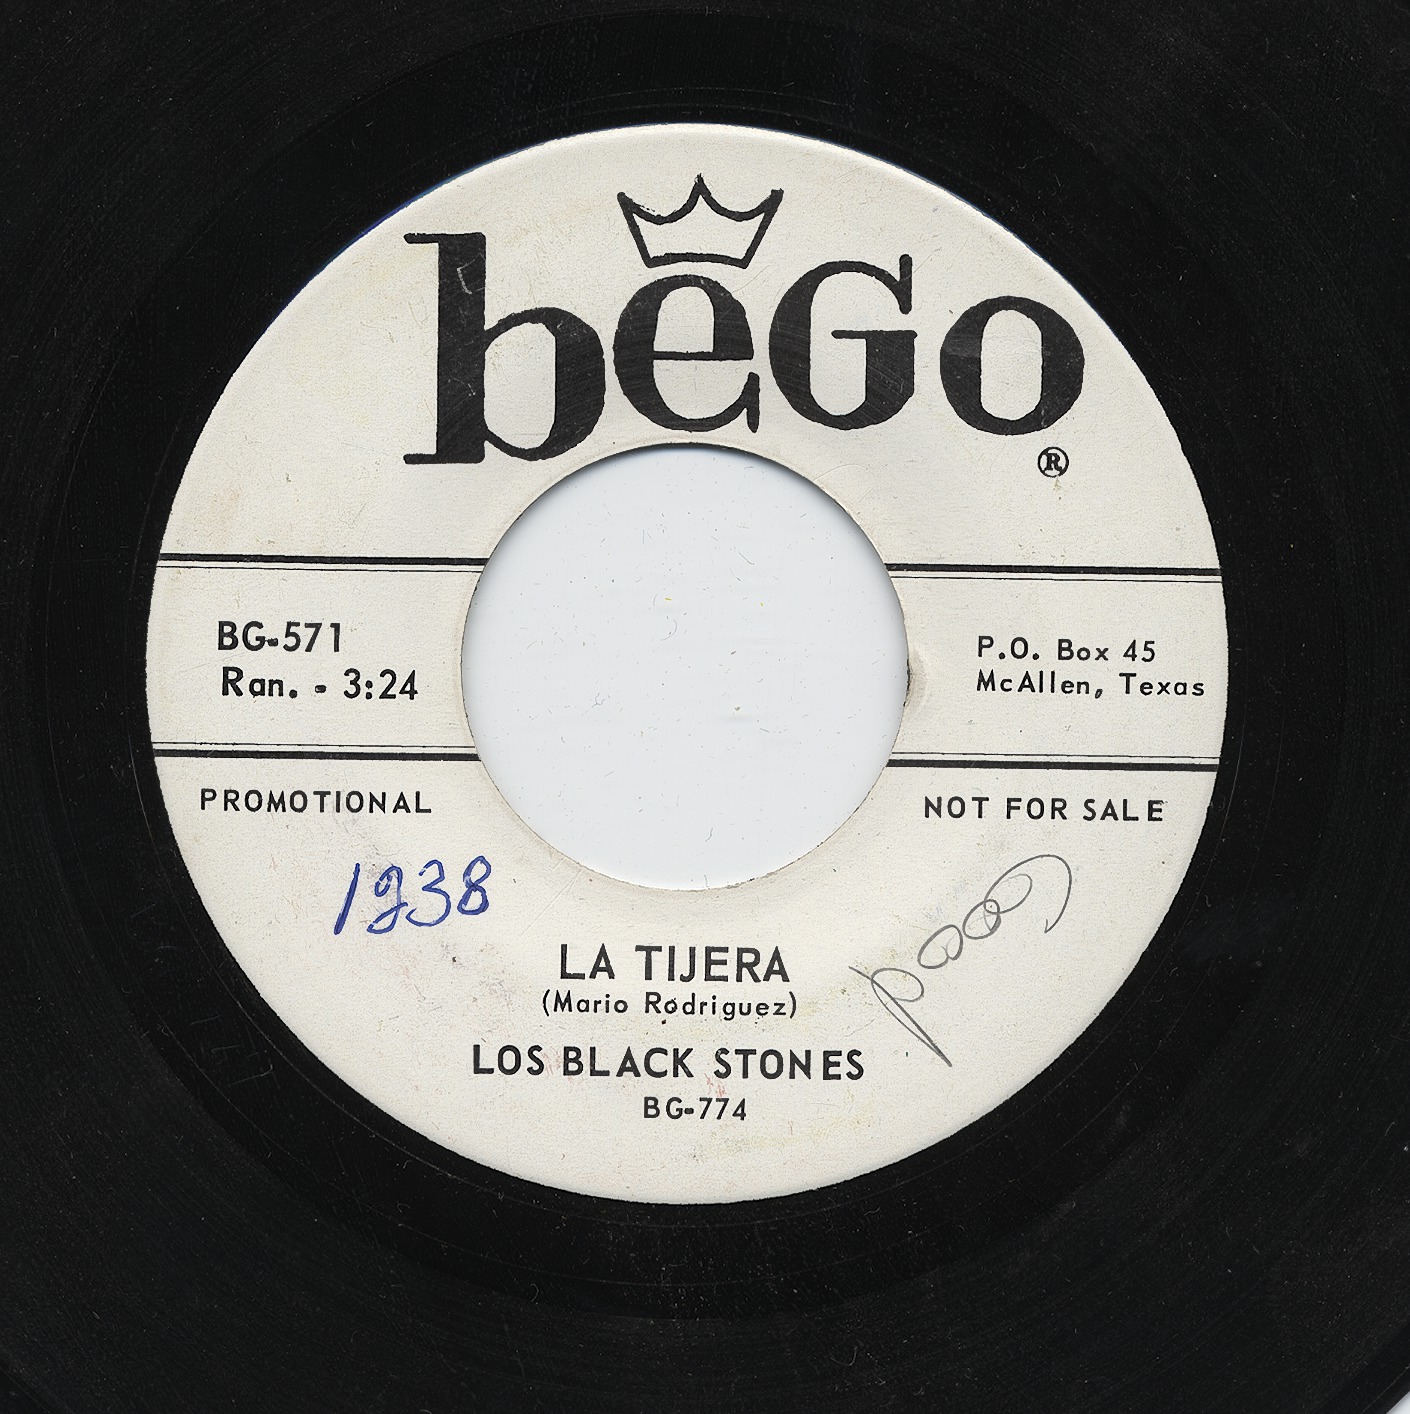 beGo
®
BG-571
Ran. - 3:24
P.O. Box 45
McAllen, Texas
PROMOTIONAL
NOT FOR SALE
1238
LA TIJERA
(Mario Rodriguez)
LOS BLACK STONES
BG-774